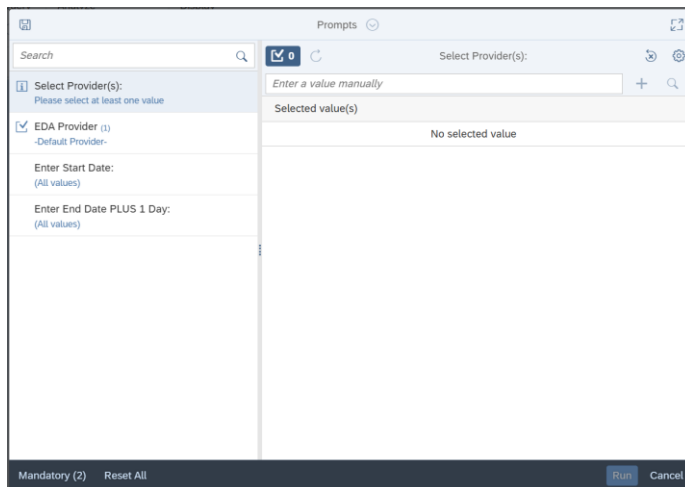 Prompts
Search
Select Provider(s):
Please select at least one value
EDA Provider (1)
-Default Provider-
Enter Start Date:
(All values)
Enter End Date PLUS 1 Day:
(All values)
0
Select Provider(s):
Enter a value manually
Selected value(s)
No selected value
Mandatory (2) Reset All
Run Cancel